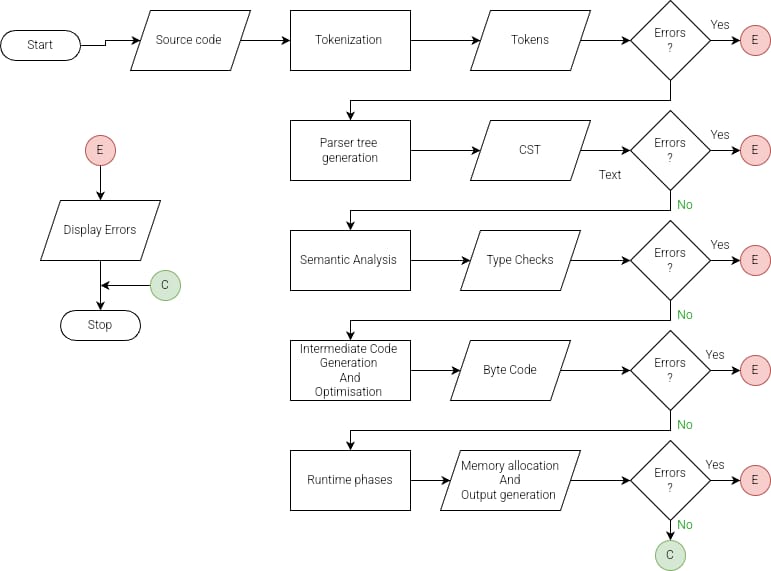 Start
Source code
Tokenization
Tokens
Errors
?
Yes
E
Parser tree
generation
CST
Text
Errors
?
Yes
E
No
E
Display Errors
C
Stop
Semantic Analysis
Type Checks
Errors
?
Yes
E
No
Intermediate Code
Generation
And
Optimisation
Byte Code
Errors
?
Yes
E
No
Runtime phases
Memory allocation
And
Output generation
Errors
?
Yes
E
No
C